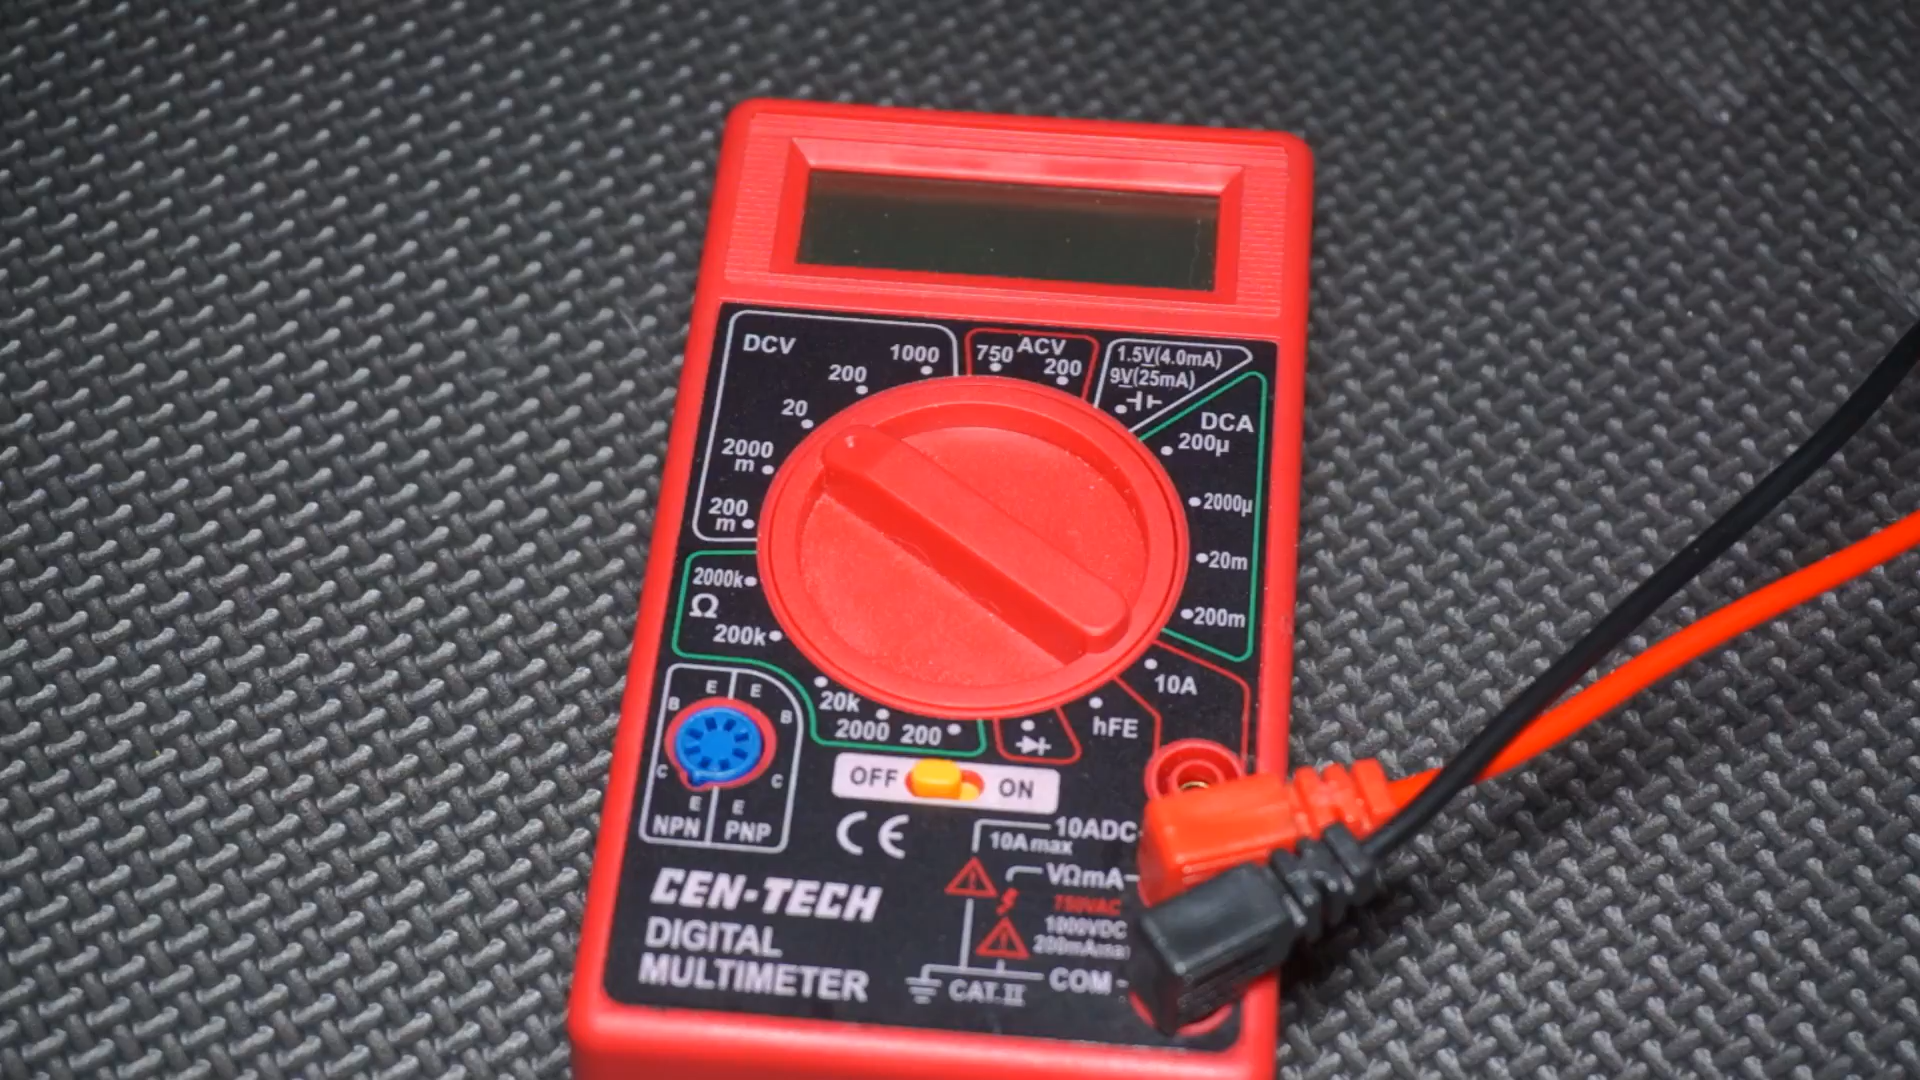 DCV
1000
750 ACV 200
1.5V(4.0mA)
9V(25mA)
200
20
DCA
200µ
2000
m
2000µ
200
m
20m
2000k
Ω
200m
200k
10A
20k
hFE
2000 200
E E
B B
C C
E E
NPN PNP
OFF ON
CE
10ADC
10A max
VΩmA
750VAC
1000VDC
200mAmax
COM
CAT.II
CEN-TECH
DIGITAL
MULTIMETER